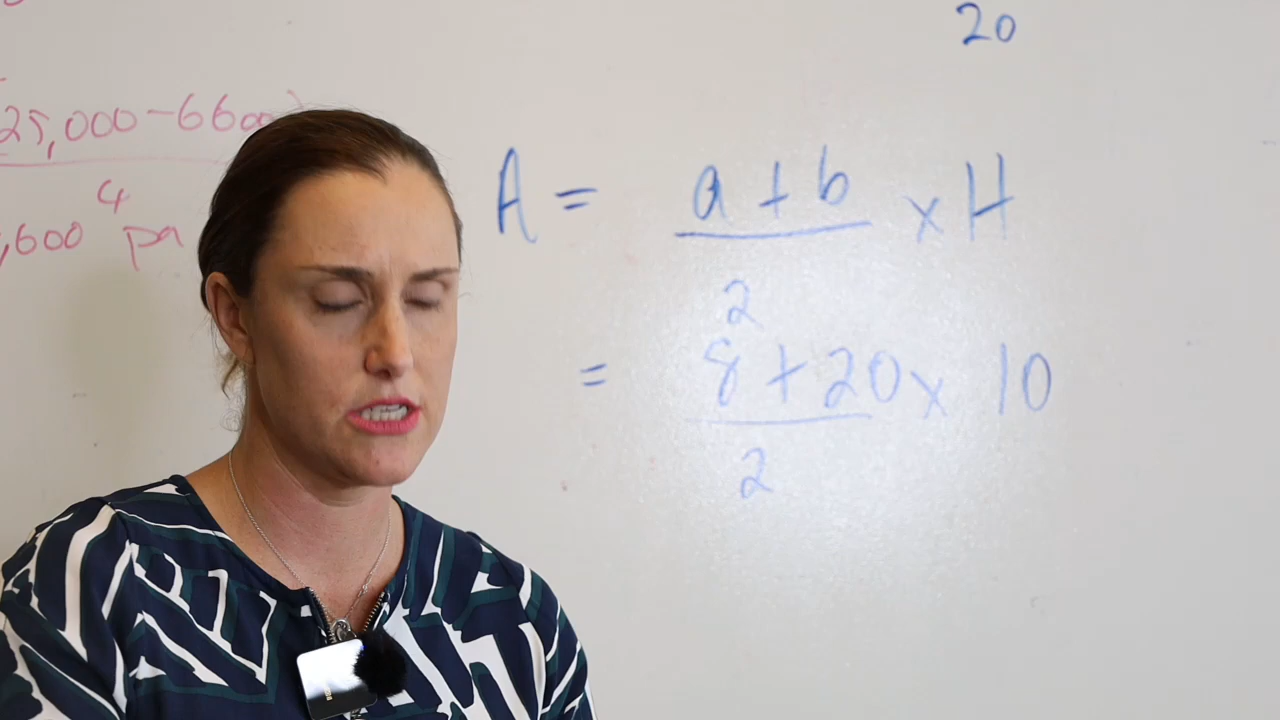 20
25,000 - 6600
4
,600 pa
A = a + b x H
2
= 8 + 20 x 10
2